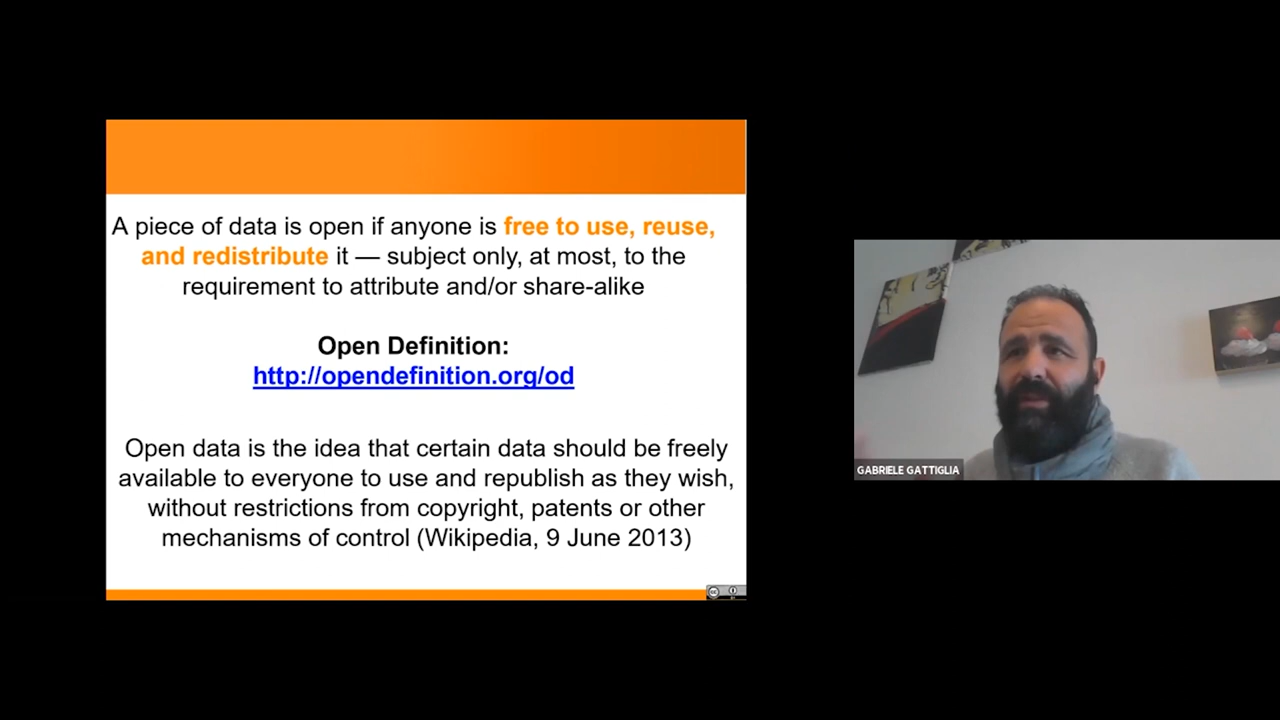 A piece of data is open if anyone is free to use, reuse,
and redistribute it — subject only, at most, to the
requirement to attribute and/or share-alike
Open Definition:
http://opendefinition.org/od
Open data is the idea that certain data should be freely
available to everyone to use and republish as they wish,
without restrictions from copyright, patents or other
mechanisms of control (Wikipedia, 9 June 2013)
GABRIELE GATTIGLIA